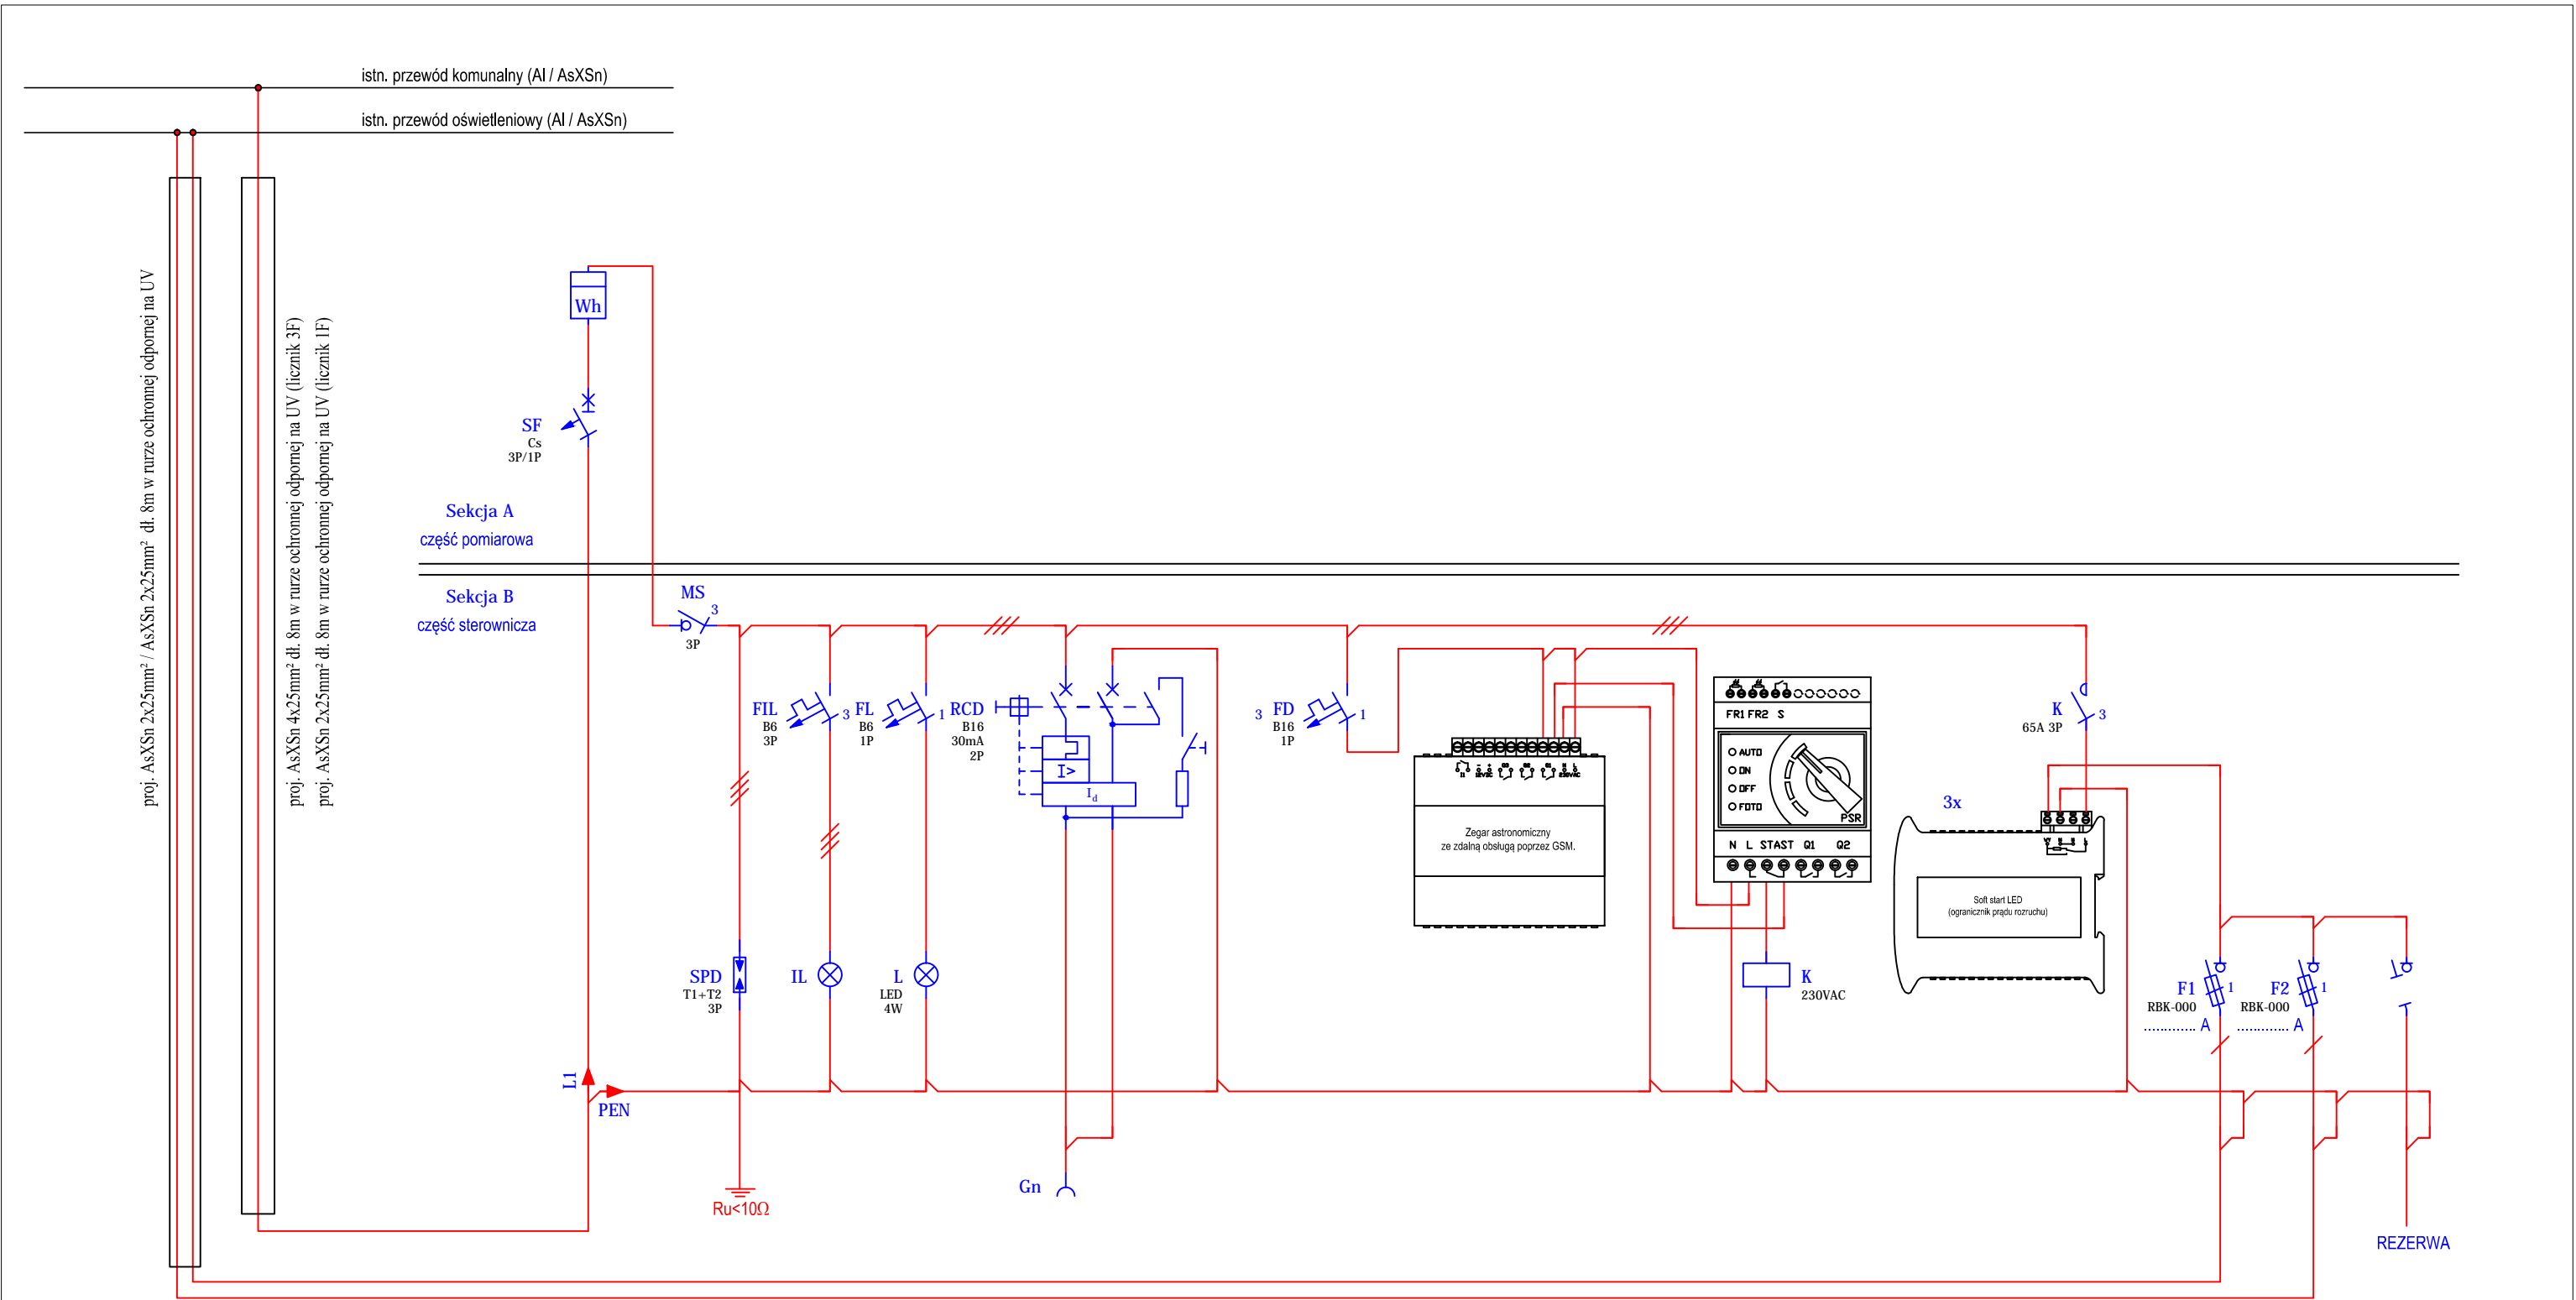 istn. przewód komunalny (Al / AsXSn)
istn. przewód oświetleniowy (Al / AsXSn)
proj. AsXSn 2x25mm² / AsXSn 2x25mm² dł. 8m w rurze ochronnej odpornej na UV
proj. AsXSn 4x25mm² dł. 8m w rurze ochronnej odpornej na UV (licznik 3F)
proj. AsXSn 2x25mm² dł. 8m w rurze ochronnej odpornej na UV (licznik 1F)
Wh
SF
Cs
3P/1P
Sekcja A
część pomiarowa
Sekcja B
część sterownicza
MS
3
3P
FIL
B6
3P
3
FL
B6
1P
1
RCD
B16
30mA
2P
I>
Id
3
FD
B16
1P
1
Zegar astronomiczny
ze zdalną obsługą poprzez GSM.
FR1 FR2 S
AUTO
ON
OFF
FOTO
PSR
N L STAST Q1 Q2
K
65A 3P
3
3x
Soft start LED
(ogranicznik prądu rozruchu)
SPD
T1+T2
3P
IL
L
LED
4W
K
230VAC
F1
RBK-000
............. A
1
F2
RBK-000
............. A
1
L1
PEN
Ru<10Ω
Gn
REZERWA